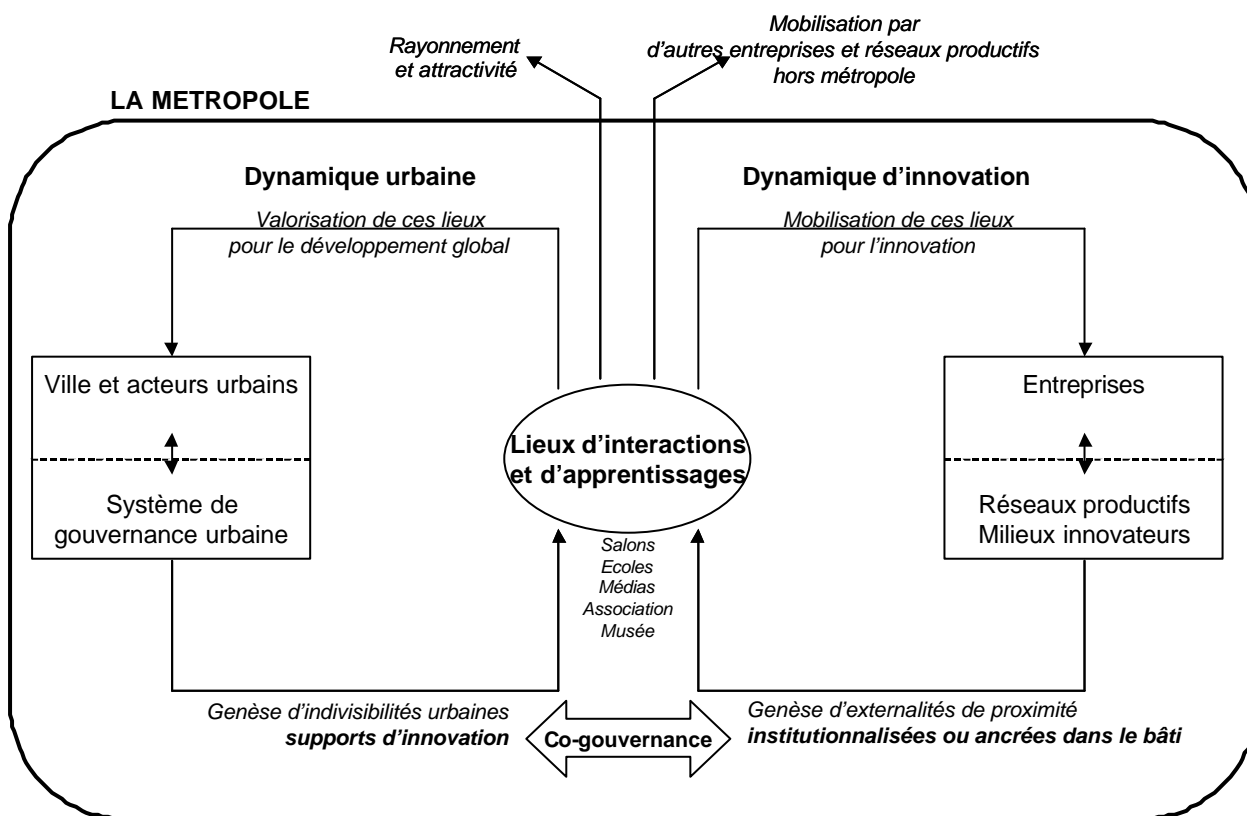 Rayonnement
et attractivité
Mobilisation par
d'autres entreprises et réseaux productifs
hors métropole
LA METROPOLE
Dynamique urbaine
Valorisation de ces lieux
pour le développement global
Dynamique d'innovation
Mobilisation de ces lieux
pour l'innovation
Ville et acteurs urbains
Système de
gouvernance urbaine
Lieux d'interactions
et d'apprentissages
Salons
Ecoles
Médias
Association
Musée
Entreprises
Réseaux productifs
Milieux innovateurs
Genèse d'indivisibilités urbaines
supports d'innovation
Co-gouvernance
Genèse d'externalités de proximité
institutionnalisées ou ancrées dans le bâti